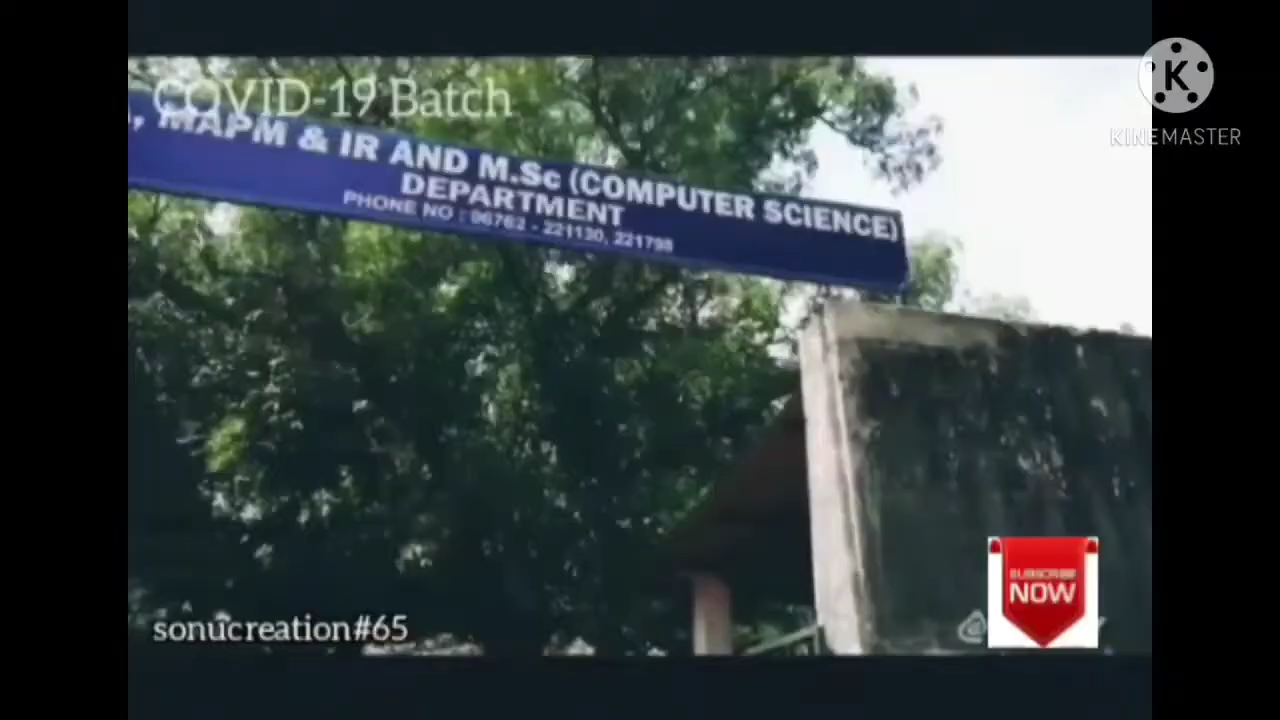 COVID-19 Batch
, MAPM & IR AND M.Sc (COMPUTER SCIENCE)
DEPARTMENT
PHONE NO : 96762 - 221130, 221798
K
KINEMASTER
SUBSCRIBE
NOW
sonucreation#65